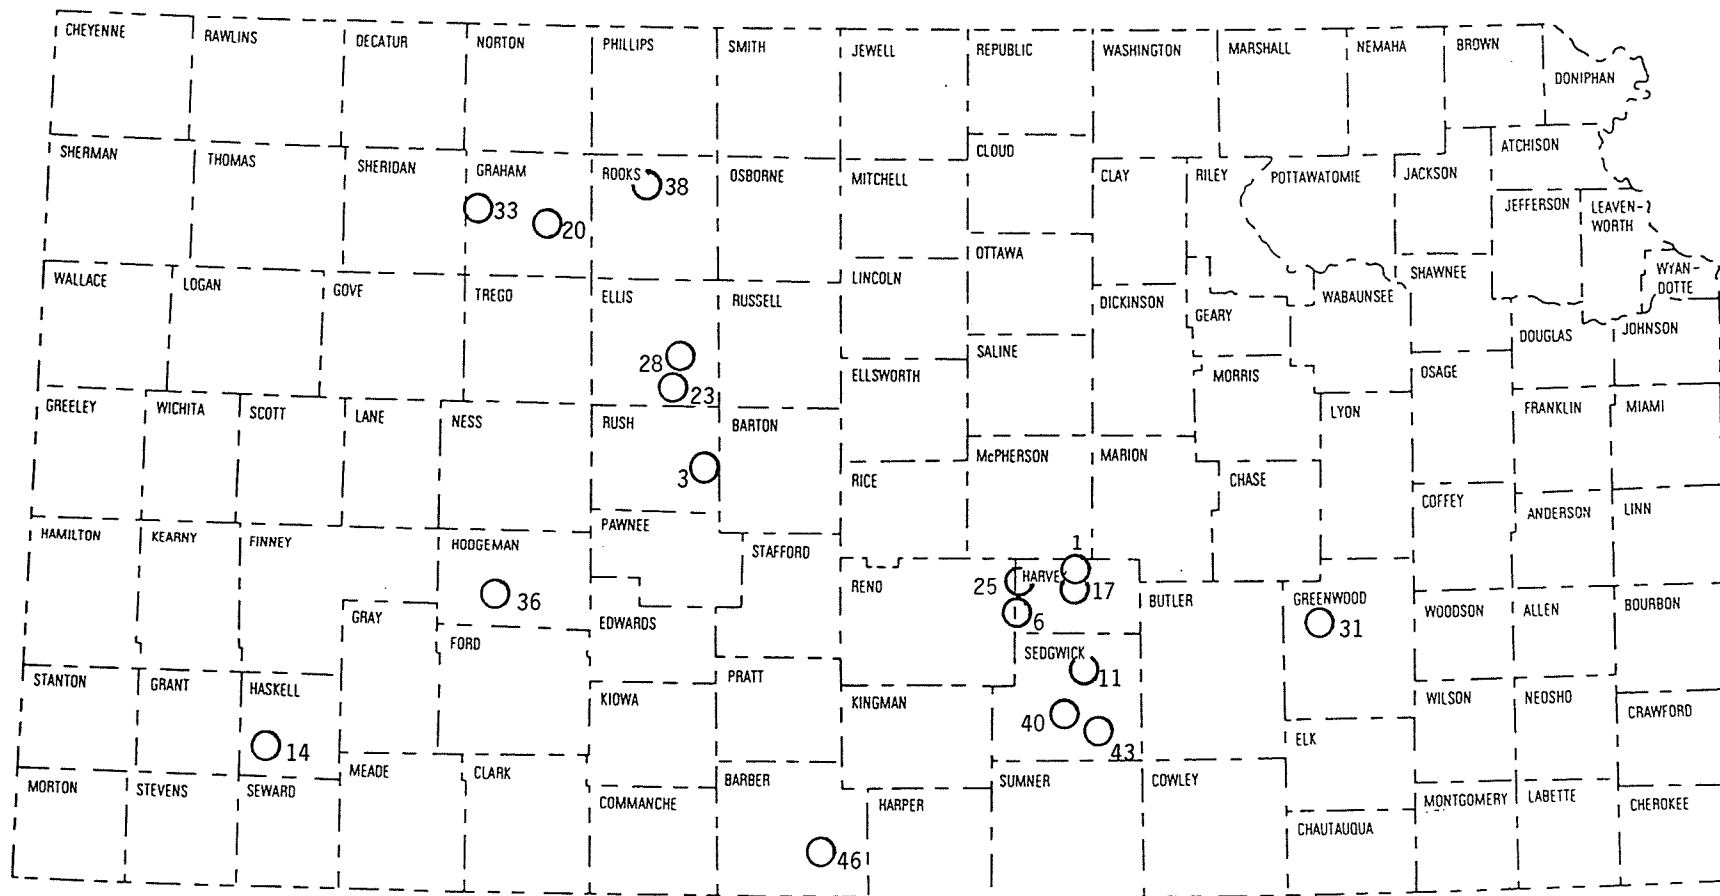 CHEYENNE
RAWLINS
DECATUR
NORTON
PHILLIPS
SMITH
JEWELL
REPUBLIC
WASHINGTON
MARSHALL
NEMAHA
BROWN
DONIPHAN
SHERMAN
THOMAS
SHERIDAN
GRAHAM
ROOKS
38
OSBORNE
MITCHELL
CLOUD
CLAY
RILEY
POTTAWATOMIE
JACKSON
ATCHISON
JEFFERSON
LEAVEN-
WORTH
33
20
WALLACE
LOGAN
GOVE
TREGO
ELLIS
RUSSELL
LINCOLN
OTTAWA
DICKINSON
GEARY
WABAUNSEE
SHAWNEE
WYAN-
DOTTE
DOUGLAS
JOHNSON
28
23
SALINE
ELLSWORTH
MORRIS
OSAGE
GREELEY
WICHITA
SCOTT
LANE
NESS
RUSH
BARTON
LYON
FRANKLIN
MIAMI
3
RICE
McPHERSON
MARION
CHASE
COFFEY
ANDERSON
LINN
HAMILTON
KEARNY
FINNEY
HODGEMAN
PAWNEE
STAFFORD
1
36
RENO
25
HARVEY
17
6
BUTLER
GREENWOOD
31
WOODSON
ALLEN
BOURBON
GRAY
FORD
EDWARDS
SEDGWICK
11
STANTON
GRANT
HASKELL
KIOWA
PRATT
KINGMAN
WILSON
NEOSHO
CRAWFORD
14
40
43
ELK
MORTON
STEVENS
SEWARD
MEADE
CLARK
COMMANCHE
BARBER
HARPER
SUMNER
COWLEY
CHAUTAUQUA
MONTGOMERY
LABETTE
CHEROKEE
46